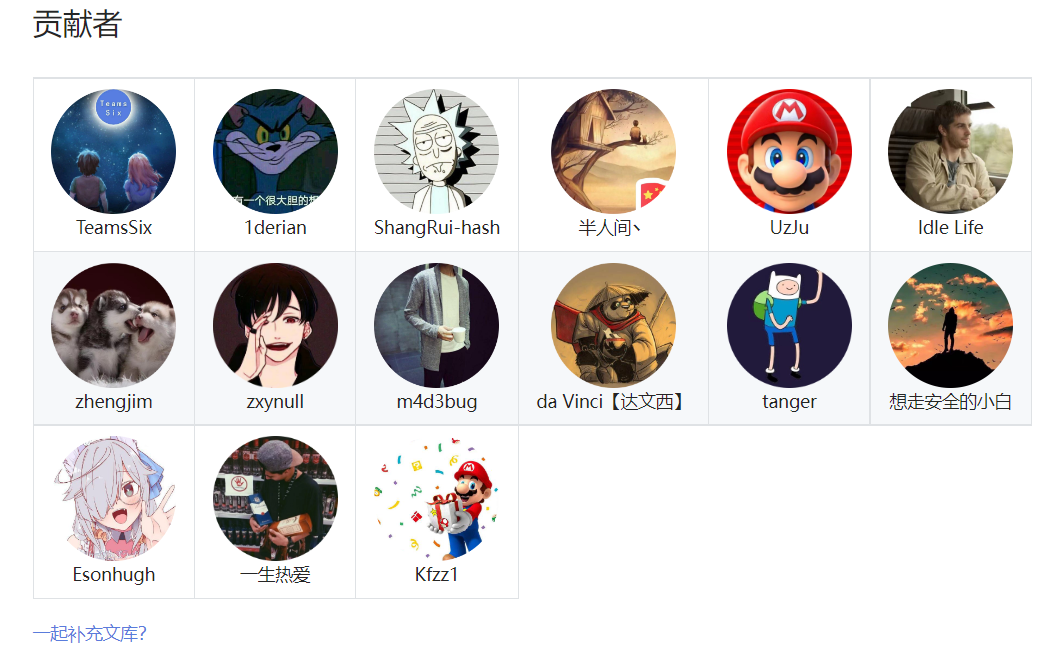 贡献者
Teams
Six
有一个很大胆的想
TeamsSix
1derian
ShangRui-hash
半人间丶
UzJu
Idle Life
zhengjim
zxynull
m4d3bug
da Vinci【达文西】
tanger
想走安全的小白
Esonhugh
一生热爱
Kfzz1
一起补充文库?